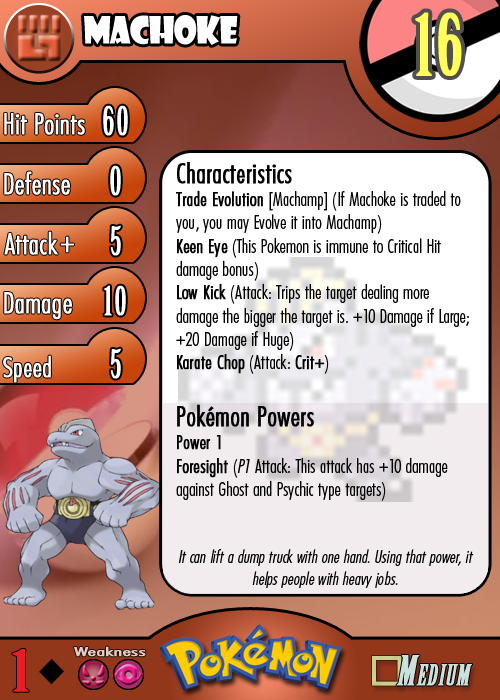 MACHOKE
16
Hit Points 60
Defense 0
Attack+ 5
Damage 10
Speed 5
Characteristics
Trade Evolution [Machamp] (If Machoke is traded to
you, you may Evolve it into Machamp)
Keen Eye (This Pokemon is immune to Critical Hit
damage bonus)
Low Kick (Attack: Trips the target dealing more
damage the bigger the target is. +10 Damage if Large;
+20 Damage if Huge)
Karate Chop (Attack: Crit+)
Pokémon Powers
Power 1
Foresight (P1 Attack: This attack has +10 damage
against Ghost and Psychic type targets)
It can lift a dump truck with one hand. Using that power, it
helps people with heavy jobs.
1
Weakness
POKéMON
MEDIUM